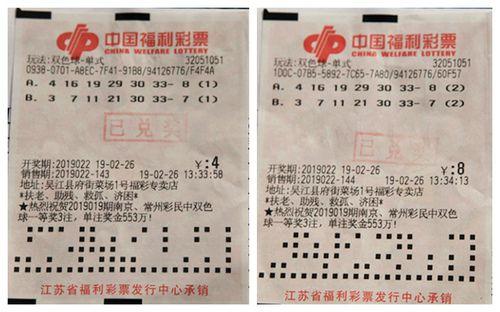 中国福利彩票
CHINA WELFARE LOTTERY
玩法:双色球-单式 32051051
0938-0701-A8EC-7F41-91B8/94126776/F4F4A
A. 4 16 19 29 30 33- 8 (1)
B. 3 7 11 21 30 33- 7 (1)
已兑奖
开奖期:2019022 19-02-26 ¥:4
销售期:2019022-143 19-02-26 13:33:58
地址:吴江县府街菜场1号福彩专卖店
*扶老、助残、救孤、济困*
★热烈祝贺2019019期南京、常州彩民中双色
球一等奖3注,单注奖金553万!
江苏省福利彩票发行中心承销
中国福利彩票
CHINA WELFARE LOTTERY
玩法:双色球-单式 32051051
1D0C-07B5-5892-7C65-7A80/94126776/60F57
A. 4 16 19 29 30 33- 8 (2)
B. 3 7 11 21 30 33- 7 (2)
已兑奖
开奖期:2019022 19-02-26 ¥:8
销售期:2019022-144 19-02-26 13:34:13
地址:吴江县府街菜场1号福彩专卖店
*扶老、助残、救孤、济困*
★热烈祝贺2019019期南京、常州彩民中双色
球一等奖3注,单注奖金553万!
江苏省福利彩票发行中心承销